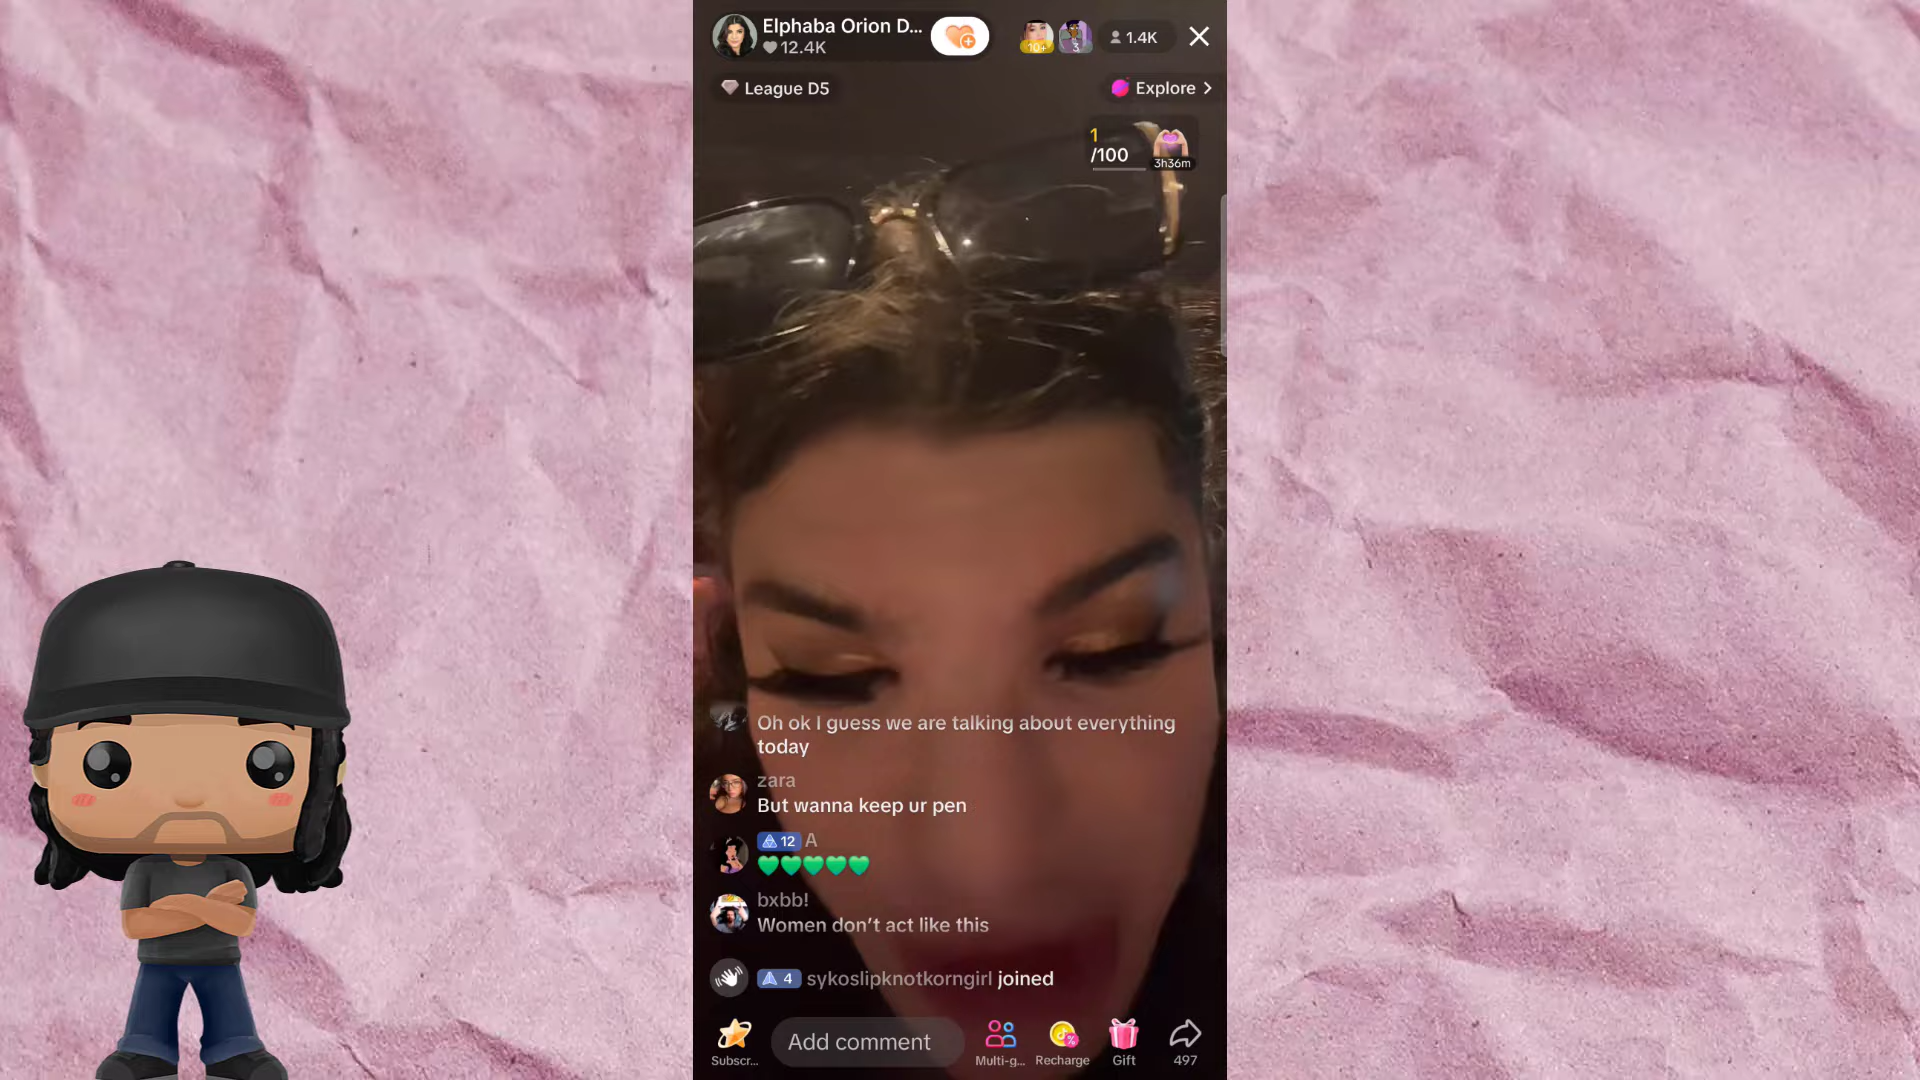 Elphaba Orion D...
12.4K
10+
3
1.4K
League D5
Explore
1
/100
3h36m
Oh ok I guess we are talking about everything
today
zara
But wanna keep ur pen
12 A
💚💚💚💚💚
bxbb!
Women don’t act like this
4 sykoslipknotkorngirl joined
Add comment
Subscr...
Multi-g...
Recharge
Gift
497